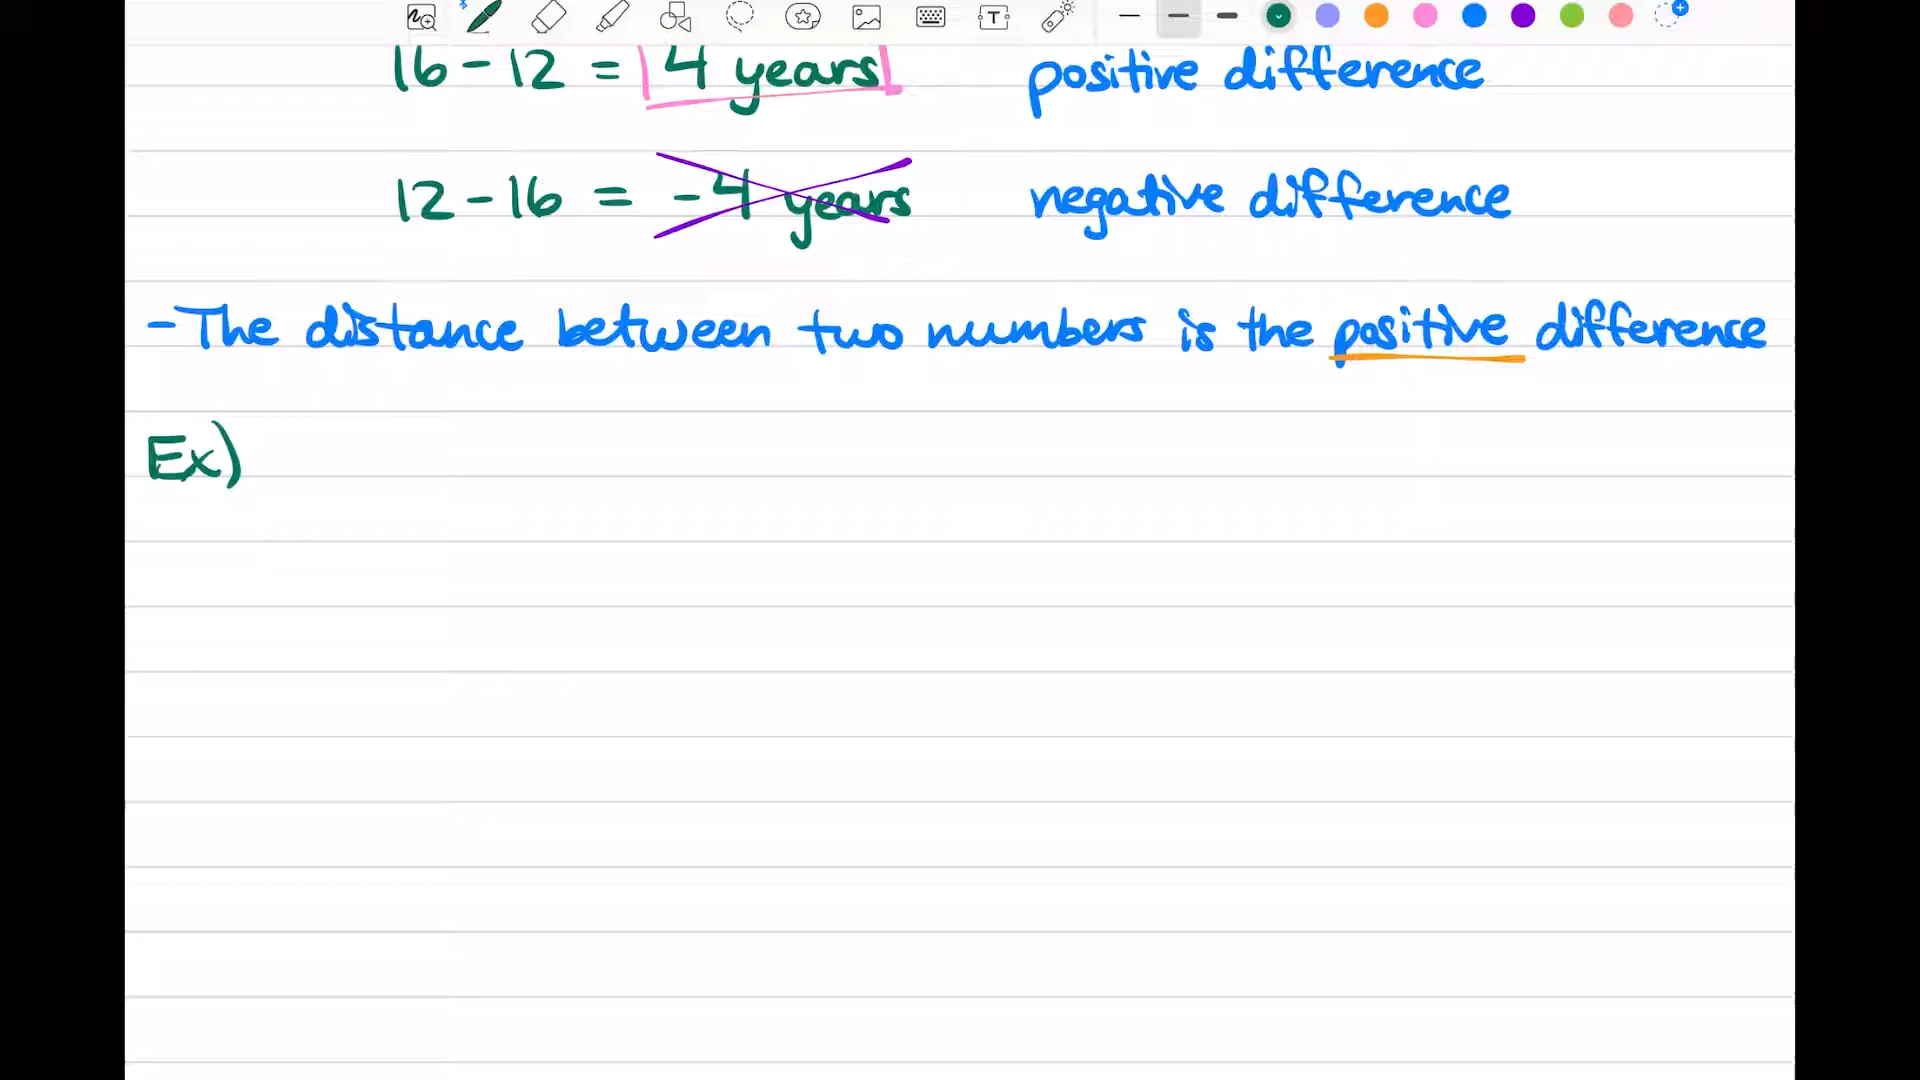 16 - 12 = 4 years positive difference
12 - 16 = -4 years negative difference
- The distance between two numbers is the positive difference
Ex)